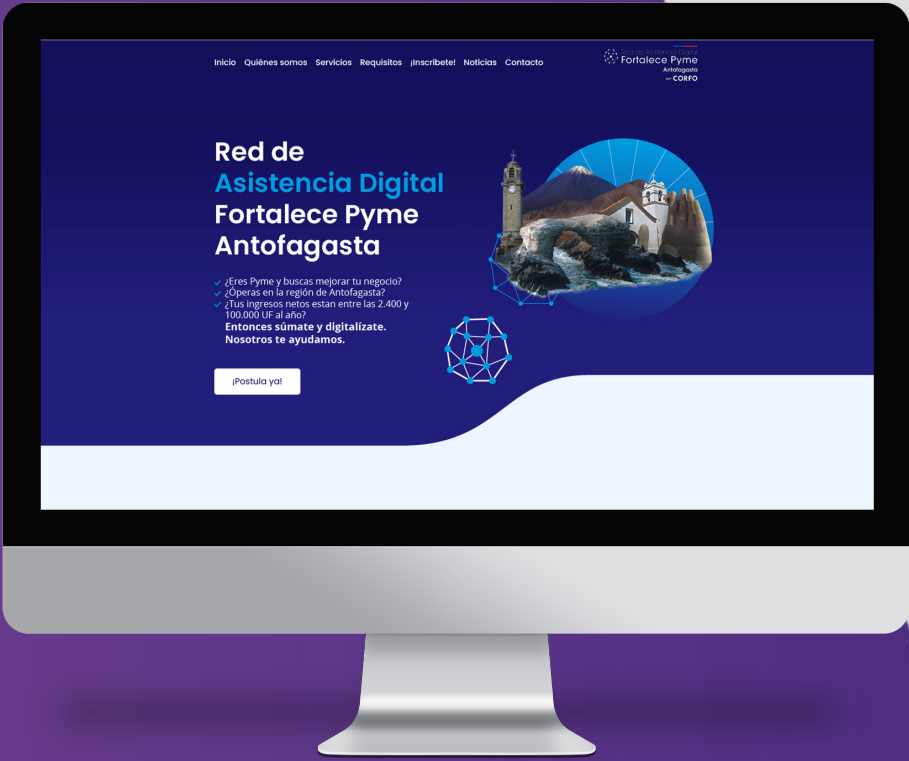 Inicio Quiénes somos Servicios Requisitos ¡Inscríbete! Noticias Contacto
Red de Asistencia Digital
Fortalece Pyme
Antofagasta
por CORFO
Red de
Asistencia Digital
Fortalece Pyme
Antofagasta
¿Eres Pyme y buscas mejorar tu negocio?
¿Óperas en la región de Antofagasta?
¿Tus ingresos netos estan entre las 2.400 y
100.000 UF al año?
Entonces súmate y digitalízate.
Nosotros te ayudamos.
¡Postula ya!